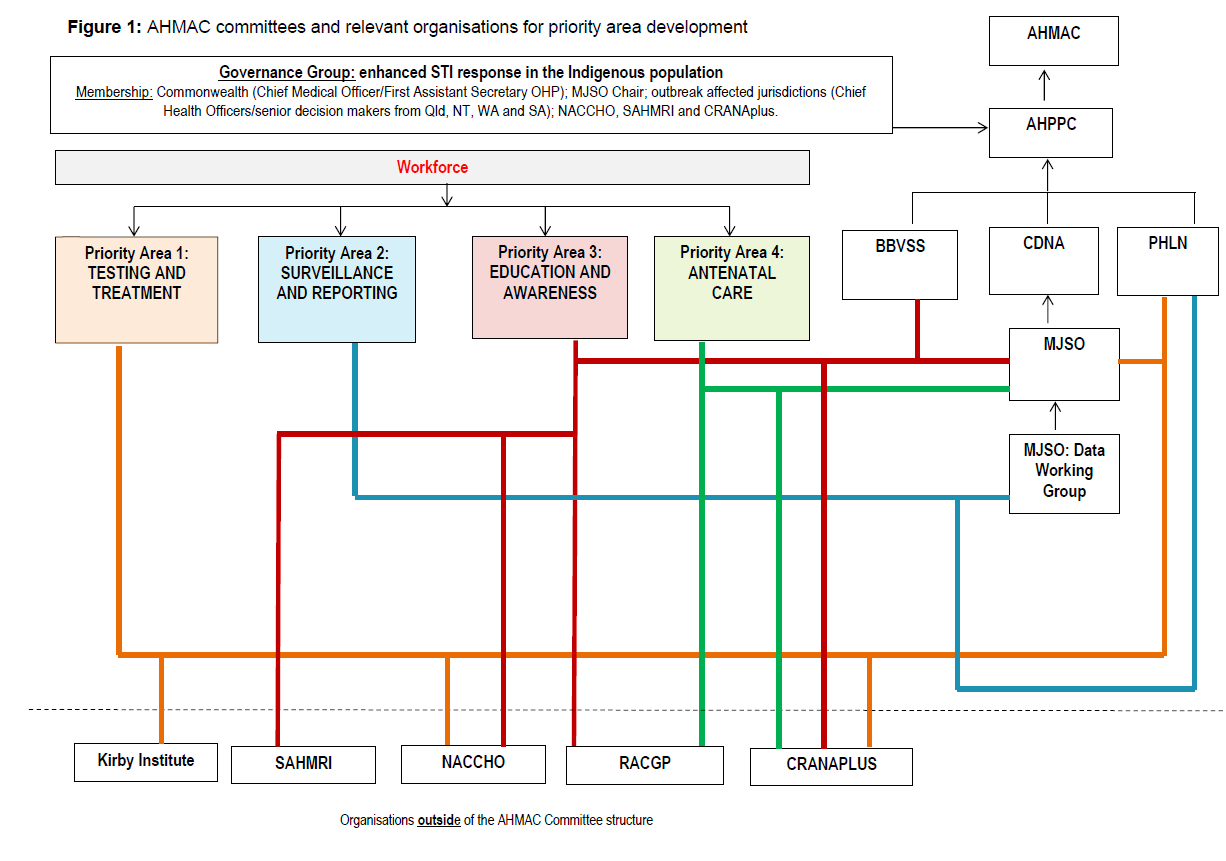 Figure 1: AHMAC committees and relevant organisations for priority area development
AHMAC
Governance Group: enhanced STI response in the Indigenous population
Membership: Commonwealth (Chief Medical Officer/First Assistant Secretary OHP); MJSO Chair; outbreak affected jurisdictions (Chief
Health Officers/senior decision makers from Qld, NT, WA and SA); NACCHO, SAHMRI and CRANAplus.
AHPPC
Workforce
Priority Area 1:
TESTING AND
TREATMENT
Priority Area 2:
SURVEILLANCE
AND REPORTING
Priority Area 3:
EDUCATION AND
AWARENESS
Priority Area 4:
ANTENATAL
CARE
BBVSS
CDNA
PHLN
MJSO
MJSO: Data
Working
Group
Kirby Institute
SAHMRI
NACCHO
RACGP
CRANAPLUS
Organisations outside of the AHMAC Committee structure